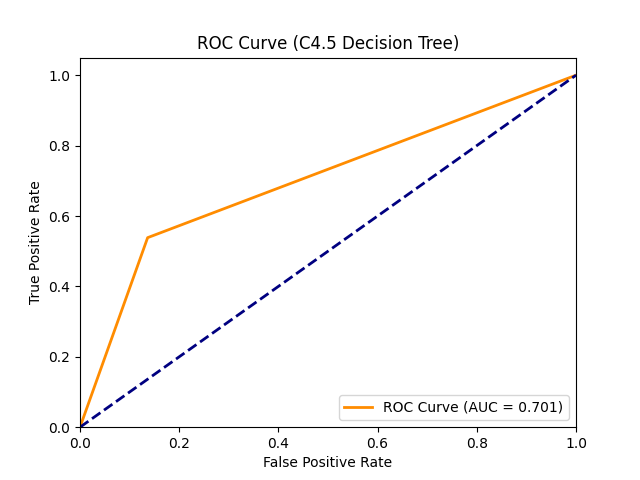 ROC Curve (C4.5 Decision Tree)
1.0
0.8
0.6
0.4
0.2
0.0
True Positive Rate
ROC Curve (AUC = 0.701)
0.0 0.2 0.4 0.6 0.8 1.0
False Positive Rate